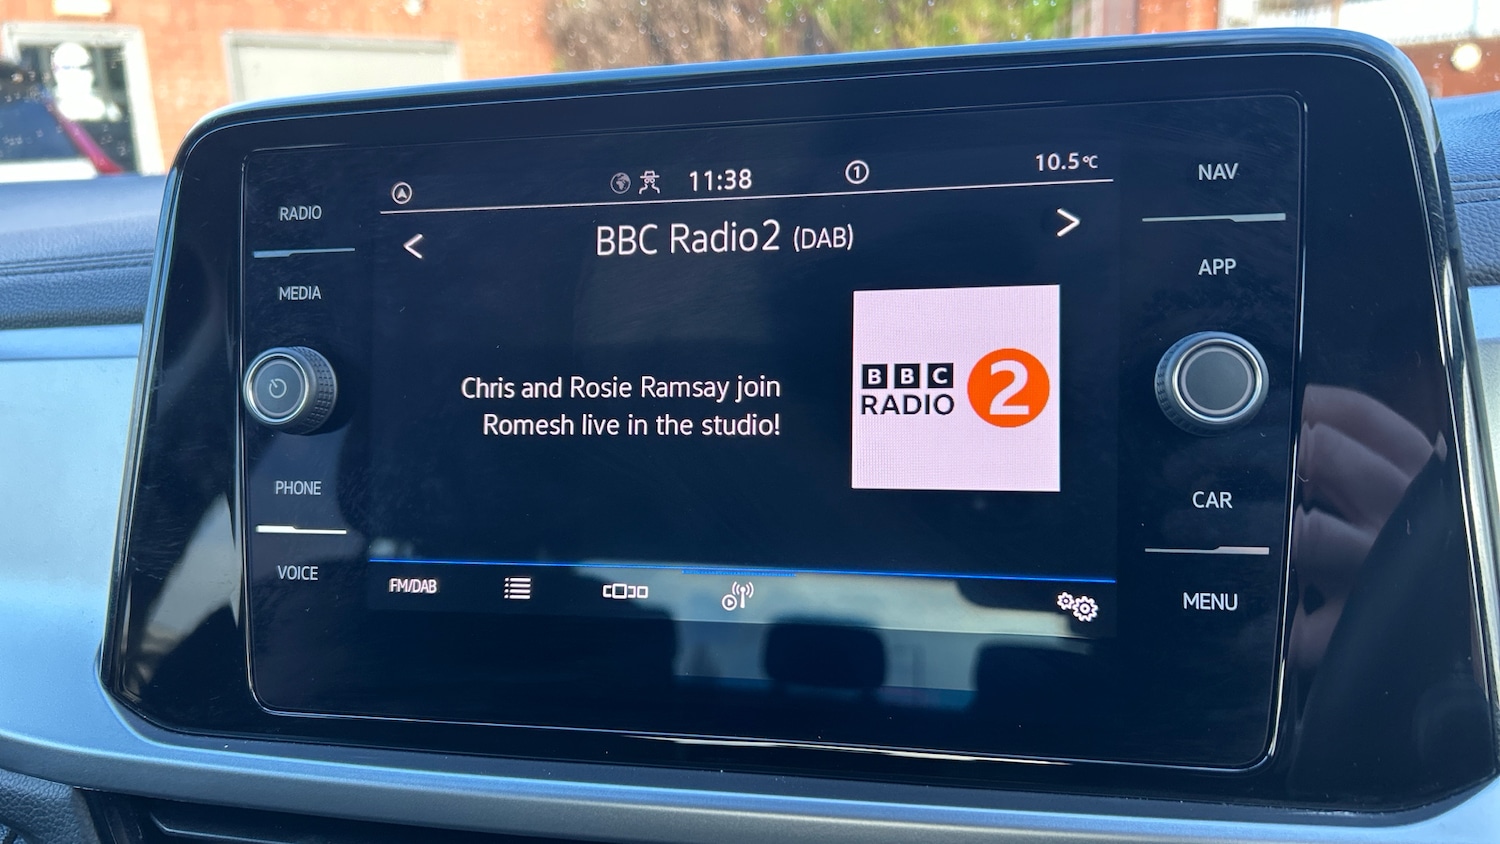 11:38
1
10.5°C
NAV
RADIO
BBC Radio2 (DAB)
< >
APP
MEDIA
Chris and Rosie Ramsay join
Romesh live in the studio!
BBC
RADIO 2
PHONE
CAR
VOICE
FM/DAB
MENU